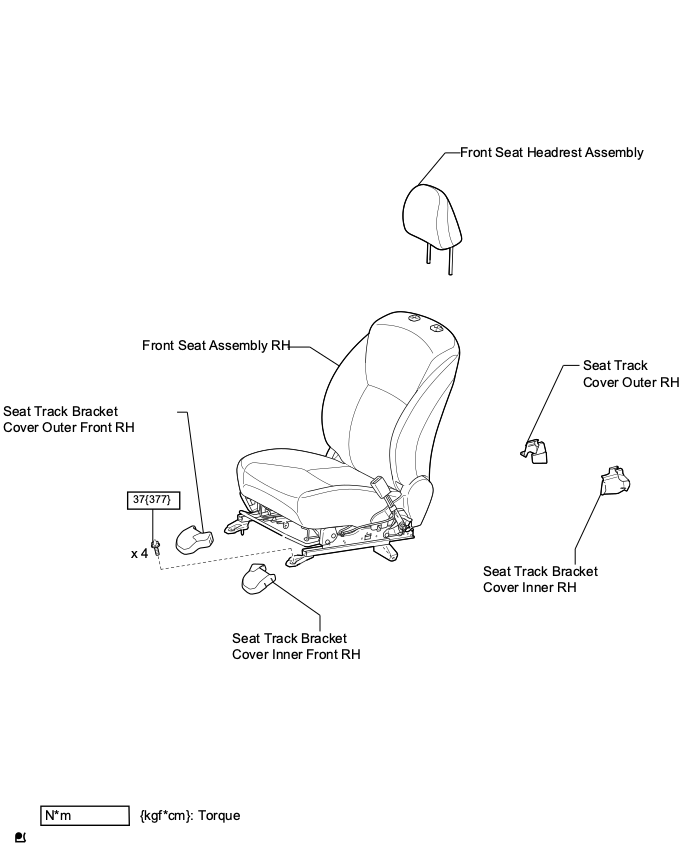 Front Seat Headrest Assembly
Front Seat Assembly RH
Seat Track
Cover Outer RH
Seat Track Bracket
Cover Outer Front RH
37{377}
x 4
Seat Track Bracket
Cover Inner RH
Seat Track Bracket
Cover Inner Front RH
N*m {kgf*cm}: Torque